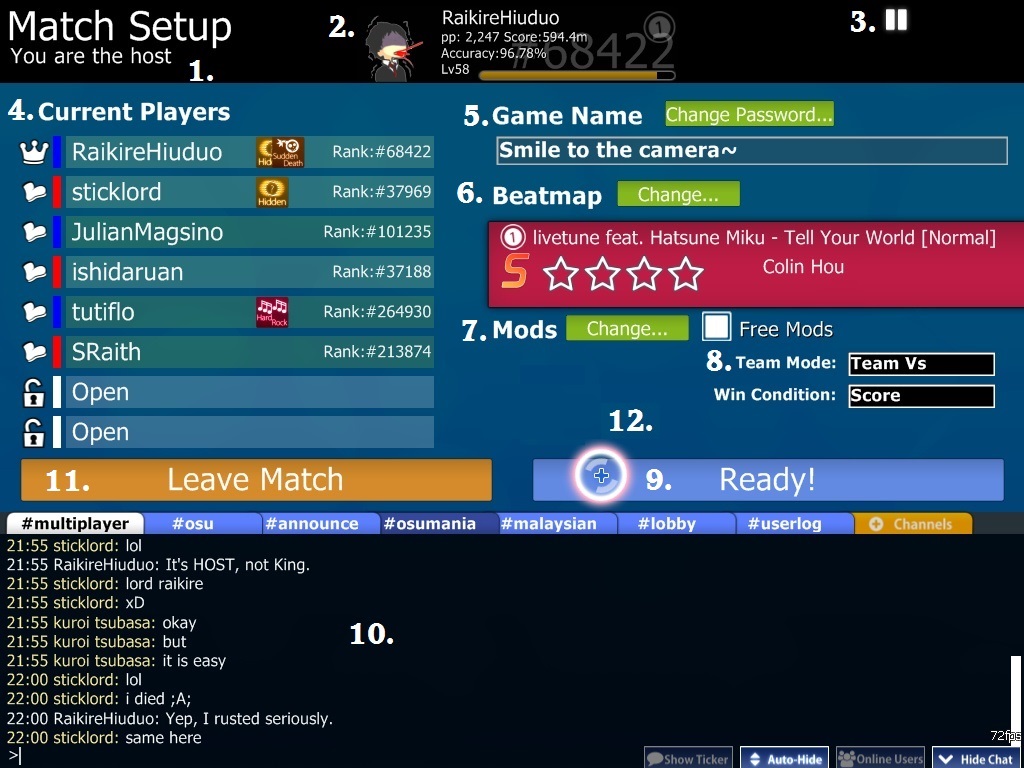 Match Setup
You are the host
1.
2.
RaikireHiuduo
pp: 2,247 Score:594.4m
Accuracy:96.78%
Lv58
#68422
1
3.
4. Current Players
RaikireHiuduo Hid Sudden Death Rank:#68422
sticklord Hidden Rank:#37969
JulianMagsino Rank:#101235
ishidaruan Rank:#37188
tutiflo Hard Rock Rank:#264930
SRaith Rank:#213874
Open
Open
11. Leave Match
5. Game Name Change Password...
Smile to the camera~
6. Beatmap Change...
1 livetune feat. Hatsune Miku - Tell Your World [Normal]
S Colin Hou
7. Mods Change... Free Mods
8. Team Mode: Team Vs
Win Condition: Score
12.
9. Ready!
#multiplayer #osu #announce #osumania #malaysian #lobby #userlog Channels
21:55 sticklord: lol
21:55 RaikireHiuduo: It's HOST, not King.
21:55 sticklord: lord raikire
21:55 sticklord: xD
21:55 kuroi tsubasa: okay
21:55 kuroi tsubasa: but
21:55 kuroi tsubasa: it is easy
22:00 sticklord: lol
22:00 sticklord: i died ;A;
22:00 RaikireHiuduo: Yep, I rusted seriously.
22:00 sticklord: same here
>
10.
72fps
Show Ticker Auto-Hide Online Users Hide Chat